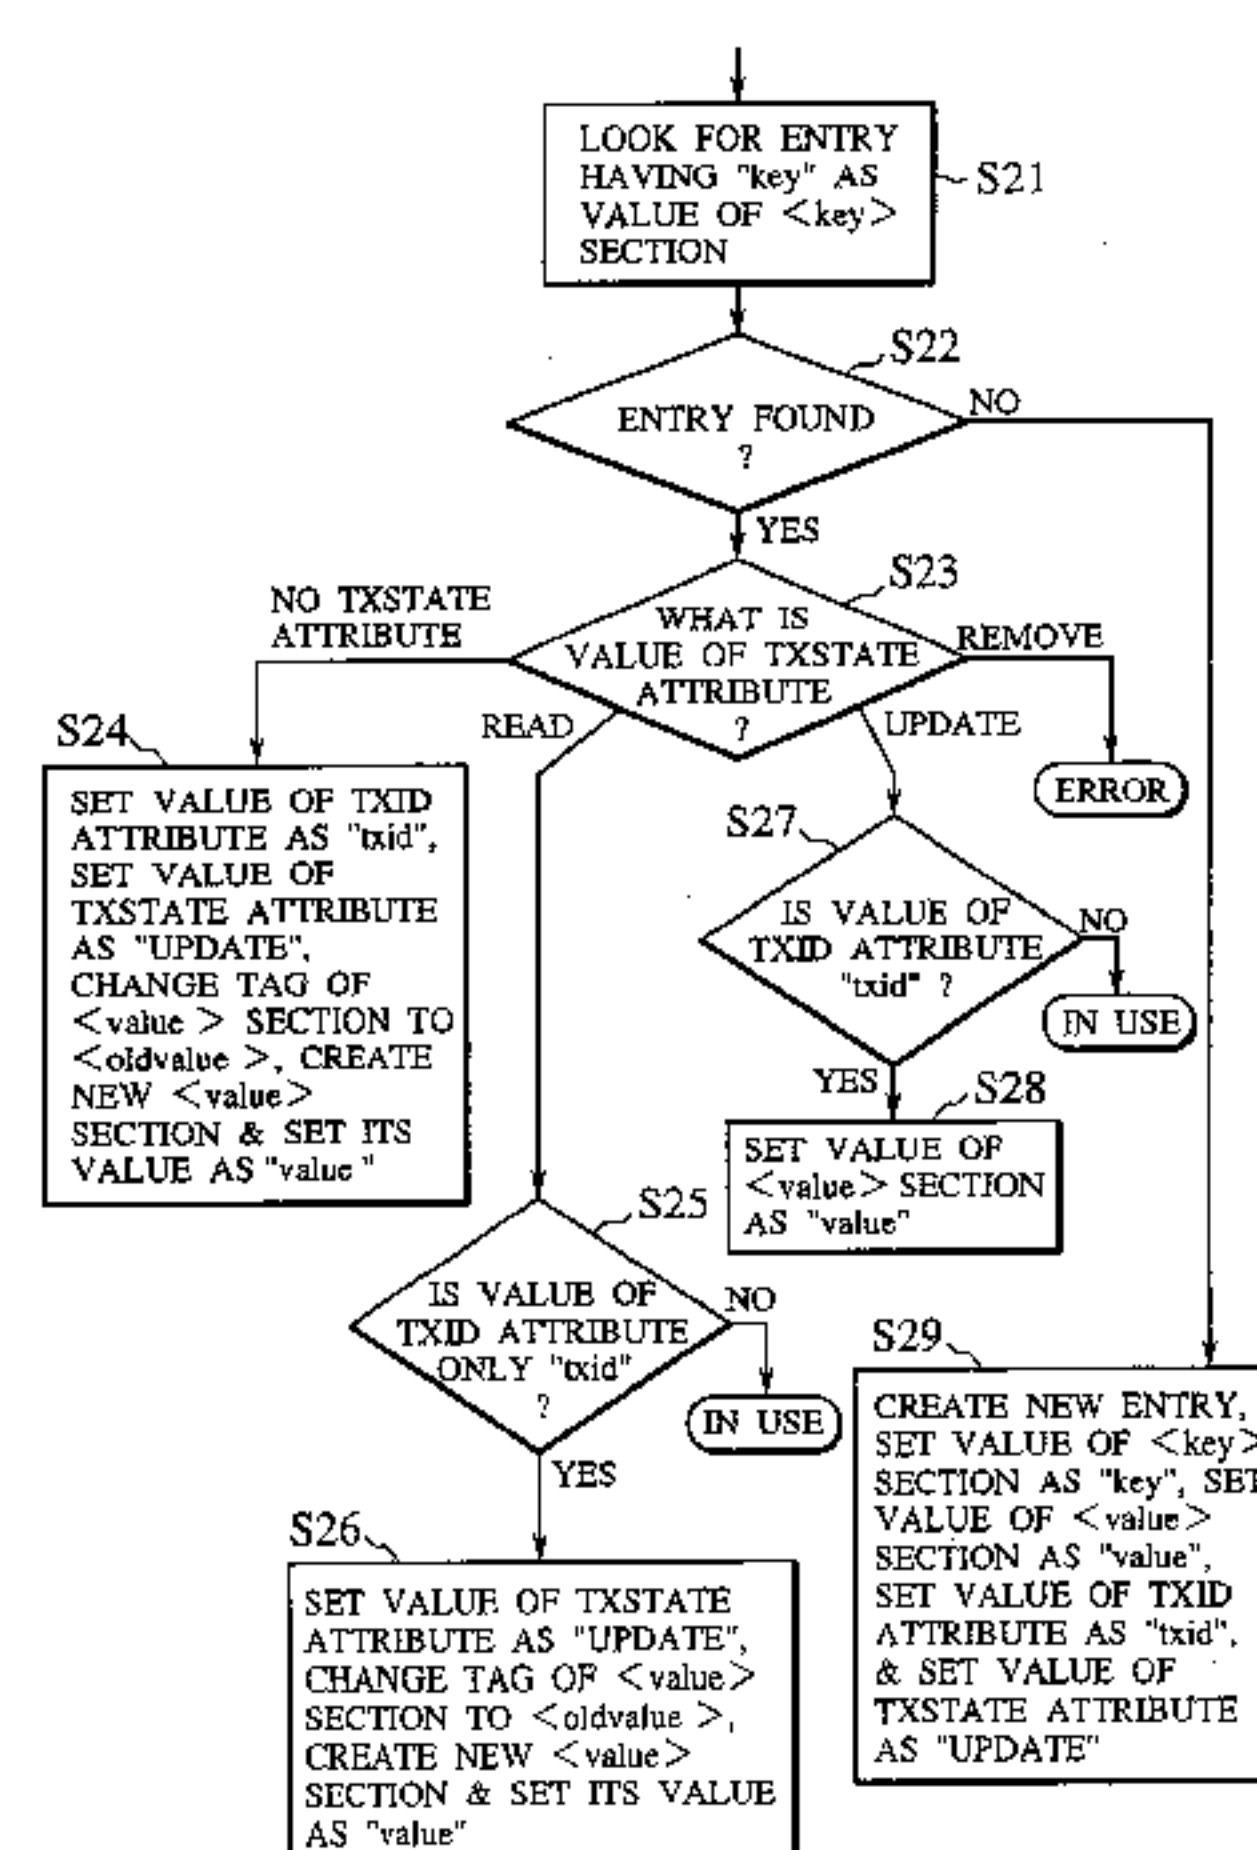 LOOK FOR ENTRY
HAVING "key" AS
VALUE OF <key>
SECTION
S21
S22
ENTRY FOUND
?
NO
YES
S23
WHAT IS
VALUE OF TXSTATE
ATTRIBUTE
?
NO TXSTATE
ATTRIBUTE
READ
UPDATE
REMOVE
ERROR
S24
SET VALUE OF TXID
ATTRIBUTE AS "txid",
SET VALUE OF
TXSTATE ATTRIBUTE
AS "UPDATE",
CHANGE TAG OF
<value > SECTION TO
<oldvalue >, CREATE
NEW <value>
SECTION & SET ITS
VALUE AS "value "
S27
IS VALUE OF
TXID ATTRIBUTE
"txid" ?
NO
IN USE
YES
S28
SET VALUE OF
<value> SECTION
AS "value"
S25
IS VALUE OF
TXID ATTRIBUTE
ONLY "txid"
?
NO
IN USE
YES
S26
SET VALUE OF TXSTATE
ATTRIBUTE AS "UPDATE",
CHANGE TAG OF <value>
SECTION TO <oldvalue >,
CREATE NEW <value>
SECTION & SET ITS VALUE
AS "value"
S29
CREATE NEW ENTRY,
SET VALUE OF <key>
SECTION AS "key", SET
VALUE OF <value>
SECTION AS "value",
SET VALUE OF TXID
ATTRIBUTE AS "txid",
& SET VALUE OF
TXSTATE ATTRIBUTE
AS "UPDATE"